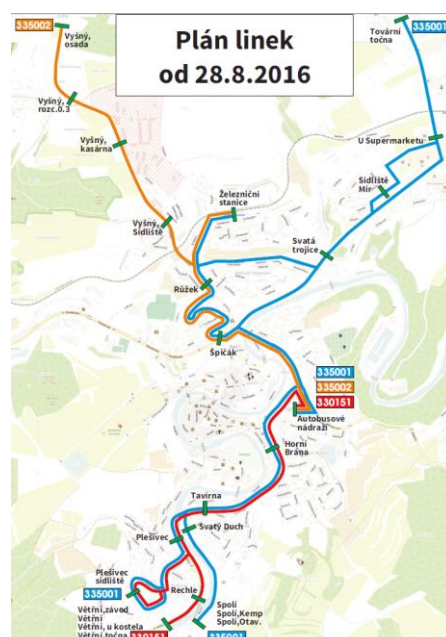 335002
Vyšný,
osada
Plán linek
od 28.8.2016
Tovární
točna
335001
Vyšný,
rozc.0.3
Vyšný,
kasárna
U Supermarketu
Sídliště
Mír
Železniční
stanice
Vyšný,
Sídliště
Svatá
trojice
Růžek
Špičák
335001
335002
330151
Autobusové
nádraží
Horní
Brána
Tavírna
Svatý Duch
Plešivec
Plešivec
sídliště
335001
Rechle
Větřní,závod
Větřní
Větřní, u kostela
Větřní,točna
330151
Spolí
Spolí,Kemp
Spolí,Otav.
335001